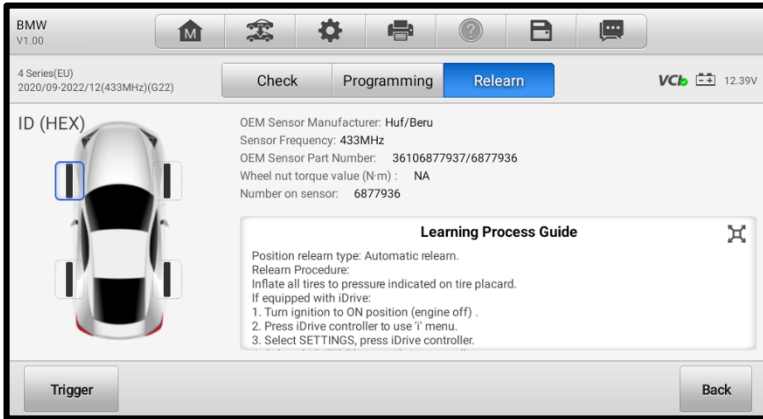 BMW
V1.00
M
?
4 Series(EU)
2020/09-2022/12(433MHz)(G22)
Check
Programming
Relearn
VCI
12.39V
ID (HEX)
OEM Sensor Manufacturer: Huf/Beru
Sensor Frequency: 433MHz
OEM Sensor Part Number: 36106877937/6877936
Wheel nut torque value (N·m) : NA
Number on sensor: 6877936
Learning Process Guide
Position relearn type: Automatic relearn.
Relearn Procedure:
Inflate all tires to pressure indicated on tire placard.
If equipped with iDrive:
1. Turn ignition to ON position (engine off) .
2. Press iDrive controller to use 'i' menu.
3. Select SETTINGS, press iDrive controller.
Trigger
Back